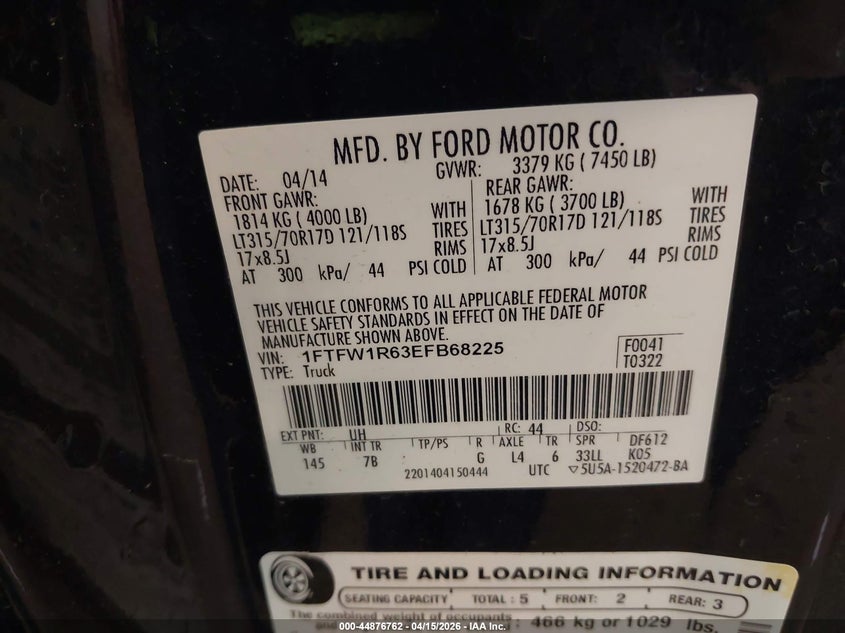 MFD. BY FORD MOTOR CO.
DATE: 04/14 GVWR: 3379 KG ( 7450 LB)
FRONT GAWR: REAR GAWR:
1814 KG ( 4000 LB) WITH 1678 KG ( 3700 LB) WITH
LT315/70R17D 121/118S TIRES LT315/70R17D 121/118S TIRES
17x8.5J RIMS 17x8.5J RIMS
AT 300 kPa/ 44 PSI COLD AT 300 kPa/ 44 PSI COLD
THIS VEHICLE CONFORMS TO ALL APPLICABLE FEDERAL MOTOR
VEHICLE SAFETY STANDARDS IN EFFECT ON THE DATE OF
MANUFACTURE SHOWN ABOVE.
VIN: 1FTFW1R63EFB68225 F0041
TYPE: Truck T0322
EXT PNT: UH RC: 44 DSO:
WB INT TR TP/PS R AXLE TR SPR DF612
145 7B G L4 6 33LL K05
2201404150444 UTC ▽5U5A-1520472-BA
TIRE AND LOADING INFORMATION
SEATING CAPACITY TOTAL : 5 FRONT: 2 REAR: 3
The combined weight of occupants
466 kg or 1029 lbs.
000-44876762 - 04/15/2026 - IAA Inc.